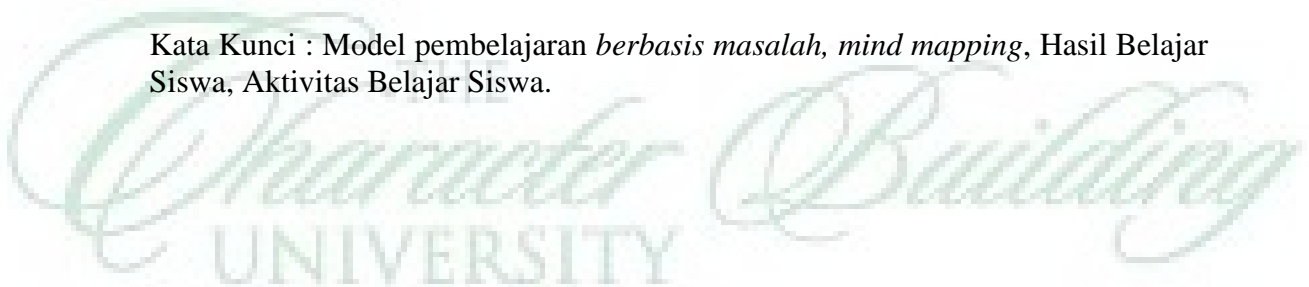 Kata Kunci : Model pembelajaran berbasis masalah, mind mapping, Hasil Belajar
Siswa, Aktivitas Belajar Siswa.
THE
Character Building
UNIVERSITY